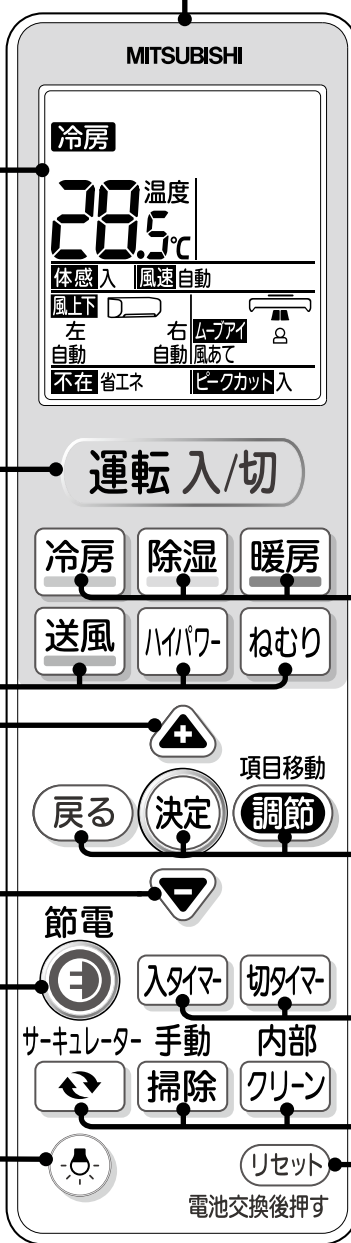 MITSUBISHI
冷房
28.5℃ 温度
体感 入 風速 自動
風上下
左 右 ムーブアイ
自動 自動 風あて
不在 省エネ ピークカット 入
運転 入/切
冷房 除湿 暖房
送風 ハイパワー ねむり
+
項目移動
戻る 決定 調節
-
節電
入タイマー 切タイマー
サーキュレーター 手動 内部
掃除 クリーン
リセット
電池交換後押す